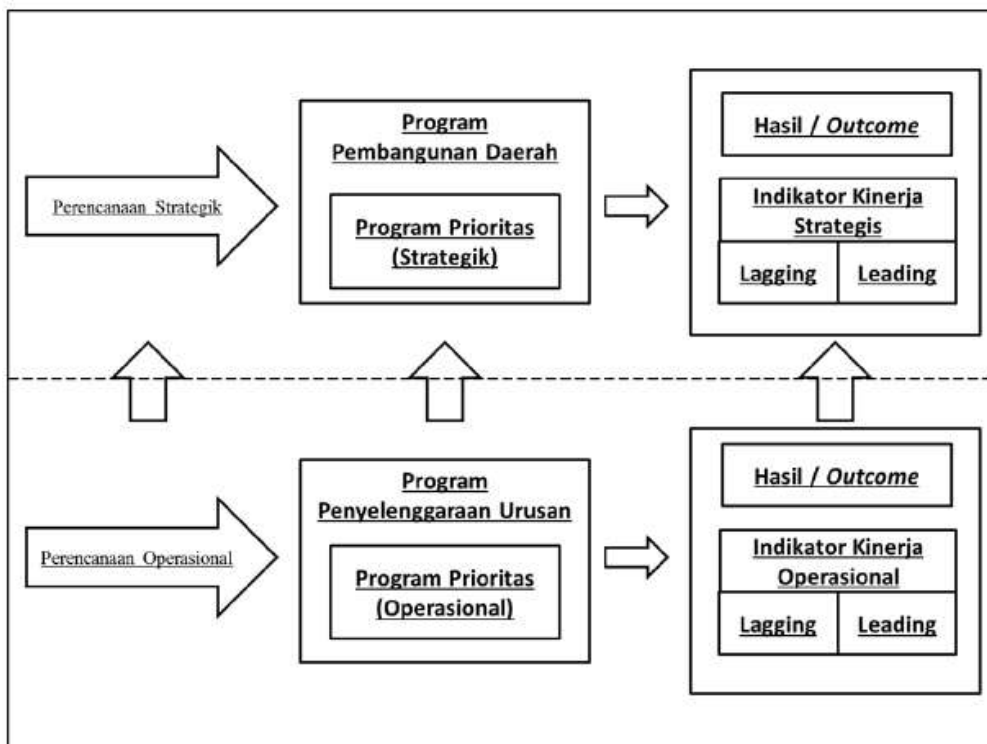 Perencanaan Strategik
Program
Pembangunan Daerah
Program Prioritas
(Strategik)
Hasil / Outcome
Indikator Kinerja
Strategis
Lagging
Leading
Perencanaan Operasional
Program
Penyelenggaraan Urusan
Program Prioritas
(Operasional)
Hasil / Outcome
Indikator Kinerja
Operasional
Lagging
Leading